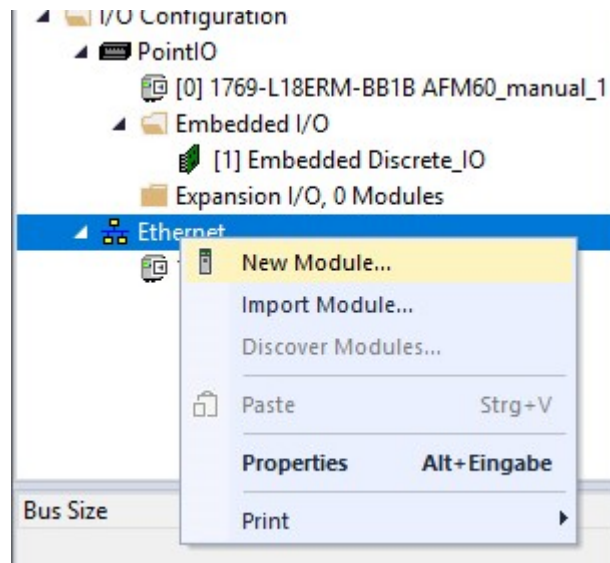 I/O Configuration
PointIO
[0] 1769-L18ERM-BB1B AFM60_manual_1
Embedded I/O
[1] Embedded Discrete_IO
Expansion I/O, 0 Modules
Ethernet
New Module...
Import Module...
Discover Modules...
Paste Strg+V
Properties Alt+Eingabe
Bus Size
Print